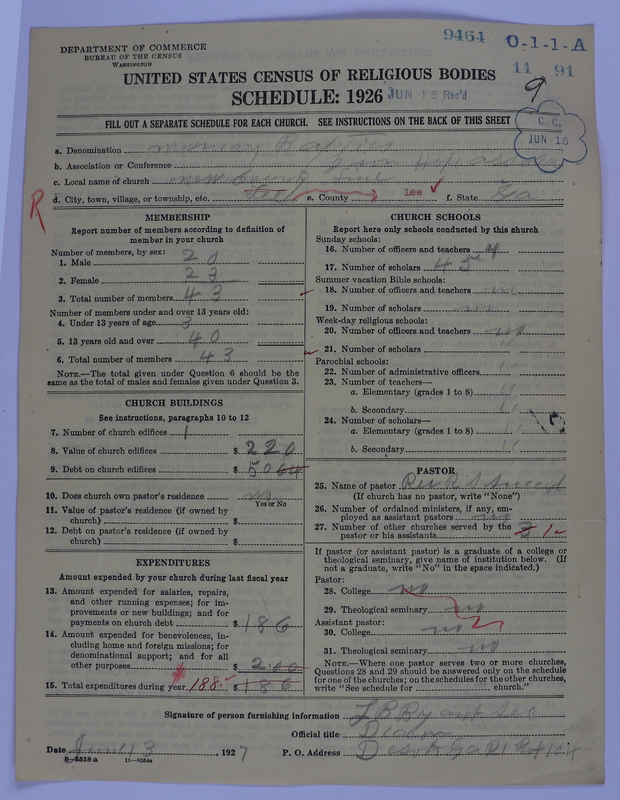 9464 O-1-1-A
DEPARTMENT OF COMMERCE
BUREAU OF THE CENSUS
WASHINGTON
11 91
UNITED STATES CENSUS OF RELIGIOUS BODIES
SCHEDULE: 1926 JUN 15 Rec'd
9
FILL OUT A SEPARATE SCHEDULE FOR EACH CHURCH. SEE INSTRUCTIONS ON THE BACK OF THIS SHEET
C. C.
JUN 15
a. Denomination
b. Association or Conference
c. Local name of church
d. City, town, village, or township, etc. e. County Lee f. State Ga
R
MEMBERSHIP
Report number of members according to definition of member in your church
Number of members, by sex:
1. Male 20
2. Female 23
3. Total number of members 43
Number of members under and over 13 years old:
4. Under 13 years of age 3
5. 13 years old and over 40
6. Total number of members 43
NOTE.—The total given under Question 6 should be same as the total of males and females given under Question 3.
CHURCH BUILDINGS
See instructions, paragraphs 10 to 12
7. Number of church edifices 1
8. Value of church edifices $ 220
9. Debt on church edifices $ 50
10. Does church own pastor's residence no
Yes or No
11. Value of pastor's residence (if owned by church) $
12. Debt on pastor's residence (if owned by church) $
EXPENDITURES
Amount expended by your church during last fiscal year
13. Amount expended for salaries, repairs, and other running expenses; for improvements or new buildings; and for payments on church debt $ 186
14. Amount expended for benevolences, including home and foreign missions; for denominational support; and for all other purposes $ 2.00
15. Total expenditures during year 188 $ 186
CHURCH SCHOOLS
Report here only schools conducted by this church
Sunday schools:
16. Number of officers and teachers
17. Number of scholars 43
Summer vacation Bible schools:
18. Number of officers and teachers
19. Number of scholars
Week-day religious schools:
20. Number of officers and teachers no
21. Number of scholars "
Parochial schools:
22. Number of administrative officers "
23. Number of teachers—
a. Elementary (grades 1 to 8) "
b. Secondary "
24. Number of scholars—
a. Elementary (grades 1 to 8) "
b. Secondary "
PASTOR
25. Name of pastor Rev R S
(If church has no pastor, write "None")
26. Number of ordained ministers, if any, employed as assistant pastors no
27. Number of other churches served by the pastor or his assistants 3 1
If pastor (or assistant pastor) is a graduate of a college or theological seminary, give name of institution below. (If not a graduate, write "No" in the space indicated.)
Pastor:
28. College no
29. Theological seminary no
Assistant pastor:
30. College no
31. Theological seminary no
NOTE.—Where one pastor serves two or more churches, Questions 28 and 29 should be answered only on the schedule for one of the churches; on the schedules for the other churches, write "See schedule for church."
Signature of person furnishing information
Official title Deacon
Date June 13, 1927 P. O. Address
8—5518 a 11—9054a